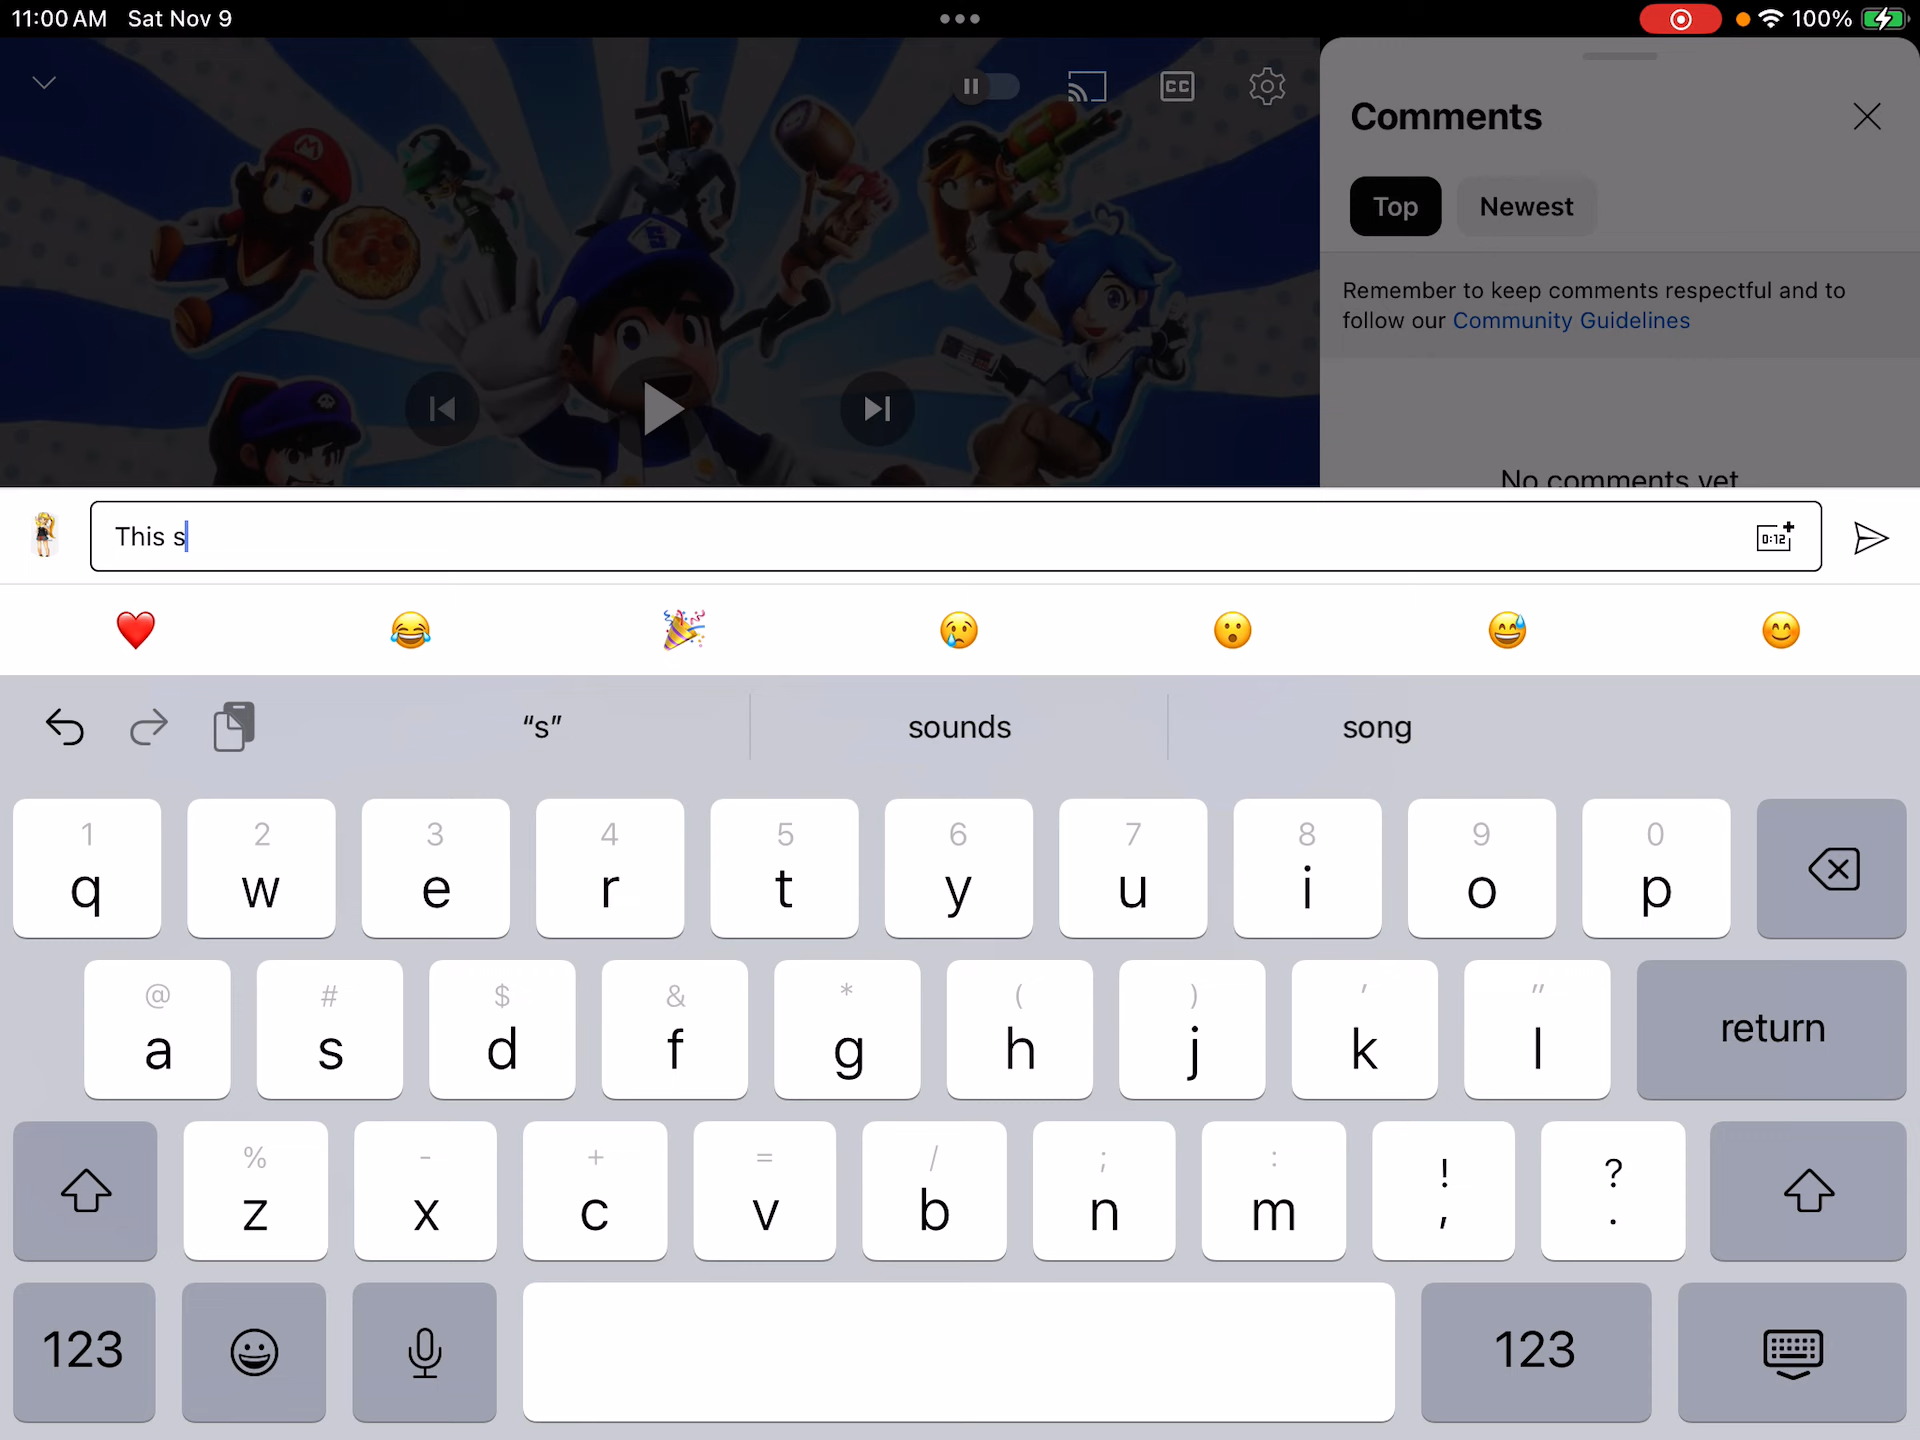 11:00 AM Sat Nov 9
100%
CC
Comments
Top Newest
Remember to keep comments respectful and to
follow our Community Guidelines
No comments yet
This s
0:12
"s" sounds song
1 2 3 4 5 6 7 8 9 0
q w e r t y u i o p
@ # $ & * ( ) ' "
a s d f g h j k l return
% - + = / ; : ! ?
z x c v b n m , .
123 123